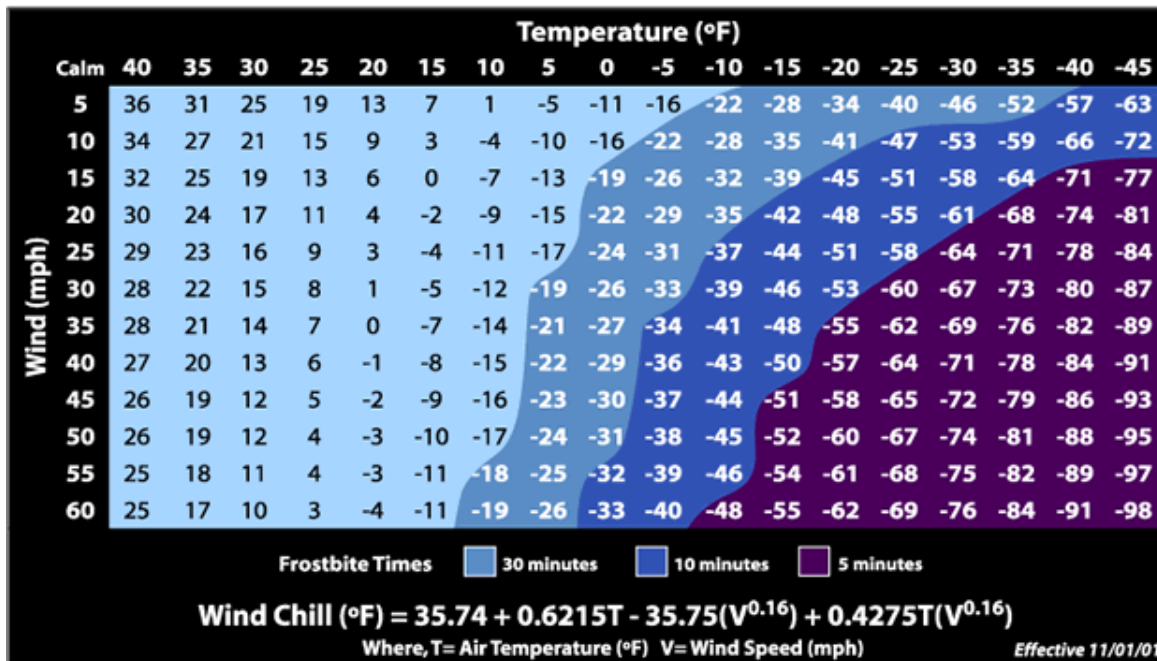 Temperature (ºF)
Calm 40 35 30 25 20 15 10 5 0 -5 -10 -15 -20 -25 -30 -35 -40 -45
5 36 31 25 19 13 7 1 -5 -11 -16 -22 -28 -34 -40 -46 -52 -57 -63
10 34 27 21 15 9 3 -4 -10 -16 -22 -28 -35 -41 -47 -53 -59 -66 -72
15 32 25 19 13 6 0 -7 -13 -19 -26 -32 -39 -45 -51 -58 -64 -71 -77
20 30 24 17 11 4 -2 -9 -15 -22 -29 -35 -42 -48 -55 -61 -68 -74 -81
25 29 23 16 9 3 -4 -11 -17 -24 -31 -37 -44 -51 -58 -64 -71 -78 -84
30 28 22 15 8 1 -5 -12 -19 -26 -33 -39 -46 -53 -60 -67 -73 -80 -87
35 28 21 14 7 0 -7 -14 -21 -27 -34 -41 -48 -55 -62 -69 -76 -82 -89
40 27 20 13 6 -1 -8 -15 -22 -29 -36 -43 -50 -57 -64 -71 -78 -84 -91
45 26 19 12 5 -2 -9 -16 -23 -30 -37 -44 -51 -58 -65 -72 -79 -86 -93
50 26 19 12 4 -3 -10 -17 -24 -31 -38 -45 -52 -60 -67 -74 -81 -88 -95
55 25 18 11 4 -3 -11 -18 -25 -32 -39 -46 -54 -61 -68 -75 -82 -89 -97
60 25 17 10 3 -4 -11 -19 -26 -33 -40 -48 -55 -62 -69 -76 -84 -91 -98
Wind (mph)
Frostbite Times 30 minutes 10 minutes 5 minutes
Wind Chill (ºF) = 35.74 + 0.6215T - 35.75(V^0.16) + 0.4275T(V^0.16)
Where, T= Air Temperature (ºF) V= Wind Speed (mph) Effective 11/01/01